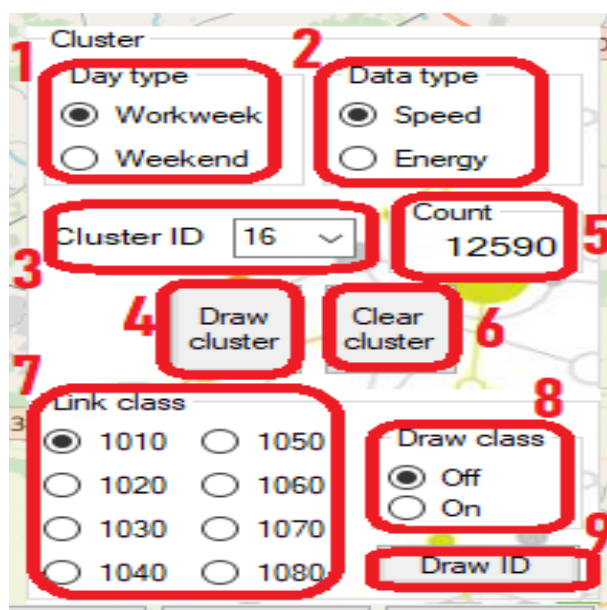 Cluster
1
2
Day type
Data type
Workweek
Speed
Weekend
Energy
3
Cluster ID
16
Count
12590
5
4
Draw
cluster
Clear
cluster
6
7
8
Link class
1010
1050
1020
1060
1030
1070
1040
1080
Draw class
Off
On
9
Draw ID
3